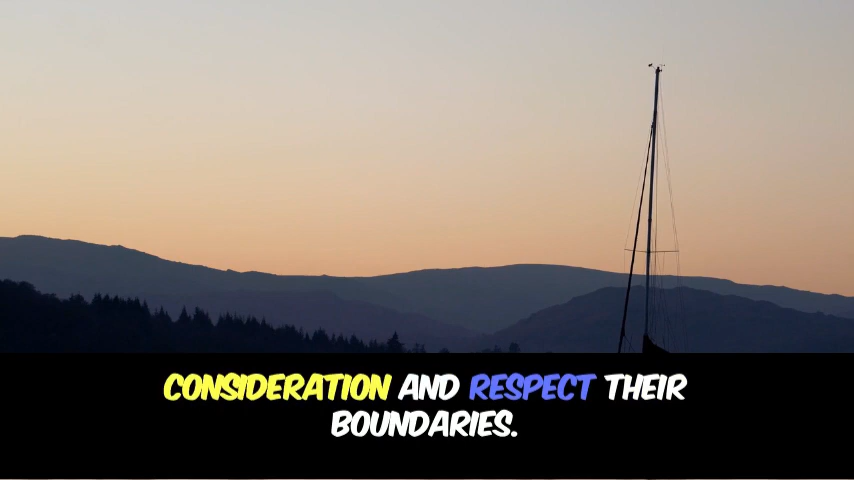 CONSIDERATION AND RESPECT THEIR
BOUNDARIES.